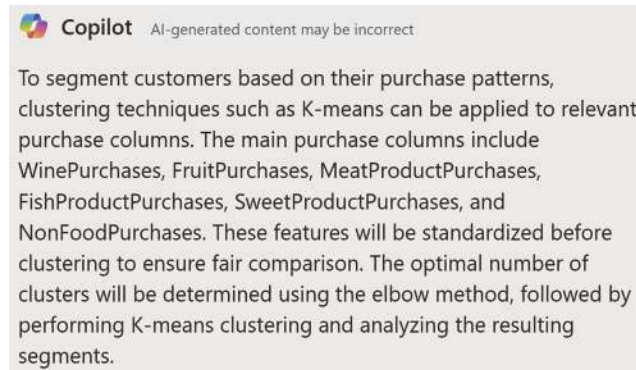 Copilot AI-generated content may be incorrect
To segment customers based on their purchase patterns,
clustering techniques such as K-means can be applied to relevant
purchase columns. The main purchase columns include
WinePurchases, FruitPurchases, MeatProductPurchases,
FishProductPurchases, SweetProductPurchases, and
NonFoodPurchases. These features will be standardized before
clustering to ensure fair comparison. The optimal number of
clusters will be determined using the elbow method, followed by
performing K-means clustering and analyzing the resulting
segments.